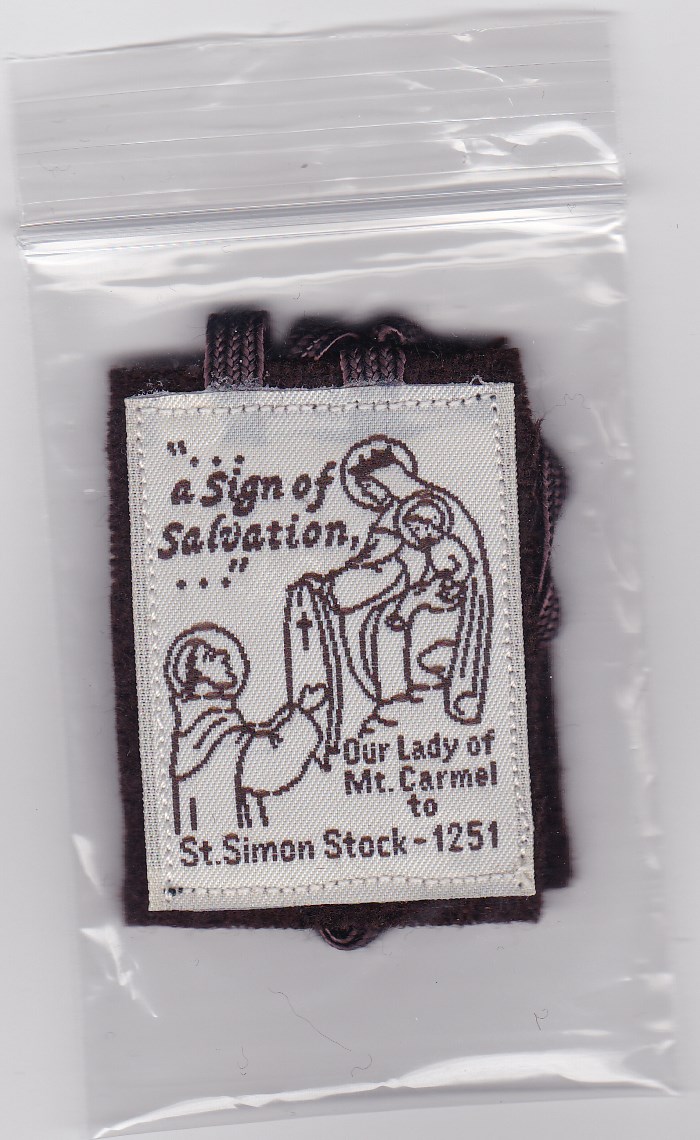 "...
a Sign of
Salvation,
..."
Our Lady of
Mt. Carmel
to
St. Simon Stock - 1251